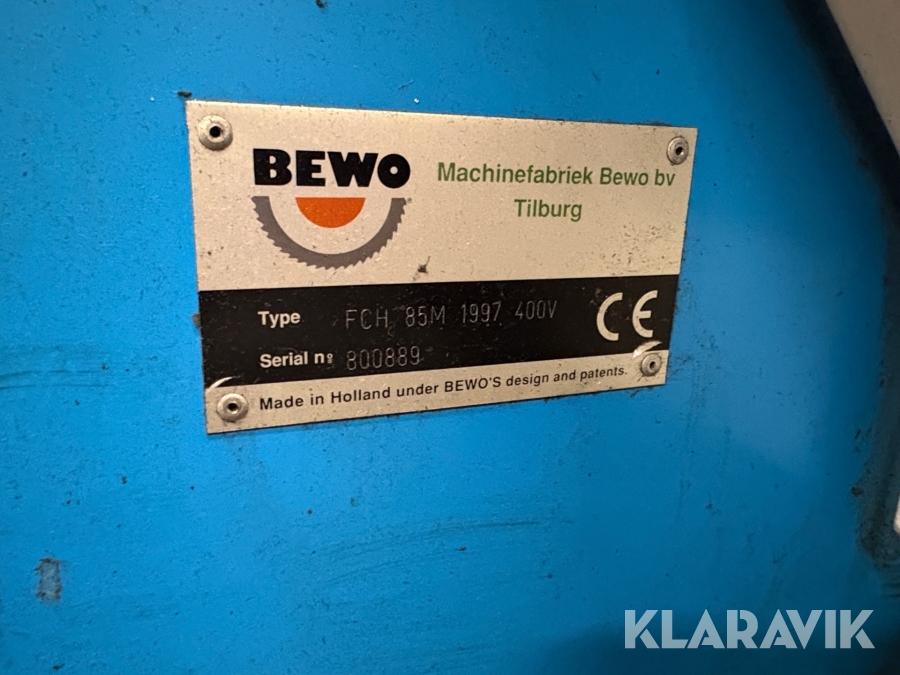 BEWO
Machinefabriek Bewo bv
Tilburg
Type FCH 85M 1997 400V
CE
Serial nº 800889
Made in Holland under BEWO'S design and patents.
KLARAVIK